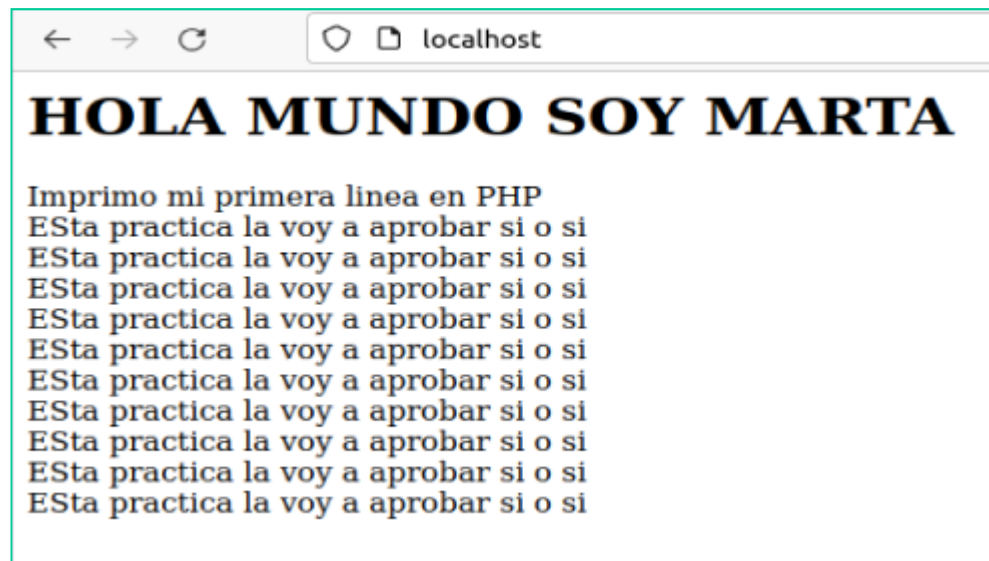 localhost
HOLA MUNDO SOY MARTA
Imprimo mi primera linea en PHP
ESta practica la voy a aprobar si o si
ESta practica la voy a aprobar si o si
ESta practica la voy a aprobar si o si
ESta practica la voy a aprobar si o si
ESta practica la voy a aprobar si o si
ESta practica la voy a aprobar si o si
ESta practica la voy a aprobar si o si
ESta practica la voy a aprobar si o si
ESta practica la voy a aprobar si o si
ESta practica la voy a aprobar si o si